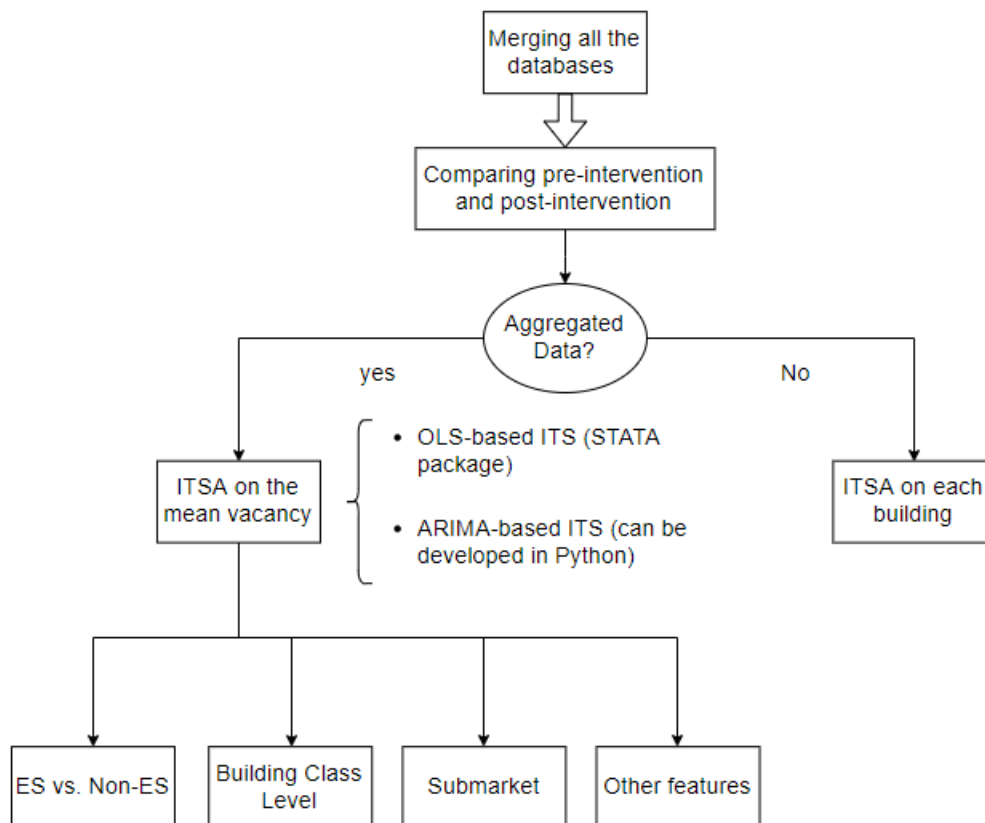 Merging all the
databases
Comparing pre-intervention
and post-intervention
Aggregated
Data?
yes
No
ITSA on the
mean vacancy
• OLS-based ITS (STATA
package)
• ARIMA-based ITS (can be
developed in Python)
ITSA on each
building
ES vs. Non-ES
Building Class
Level
Submarket
Other features